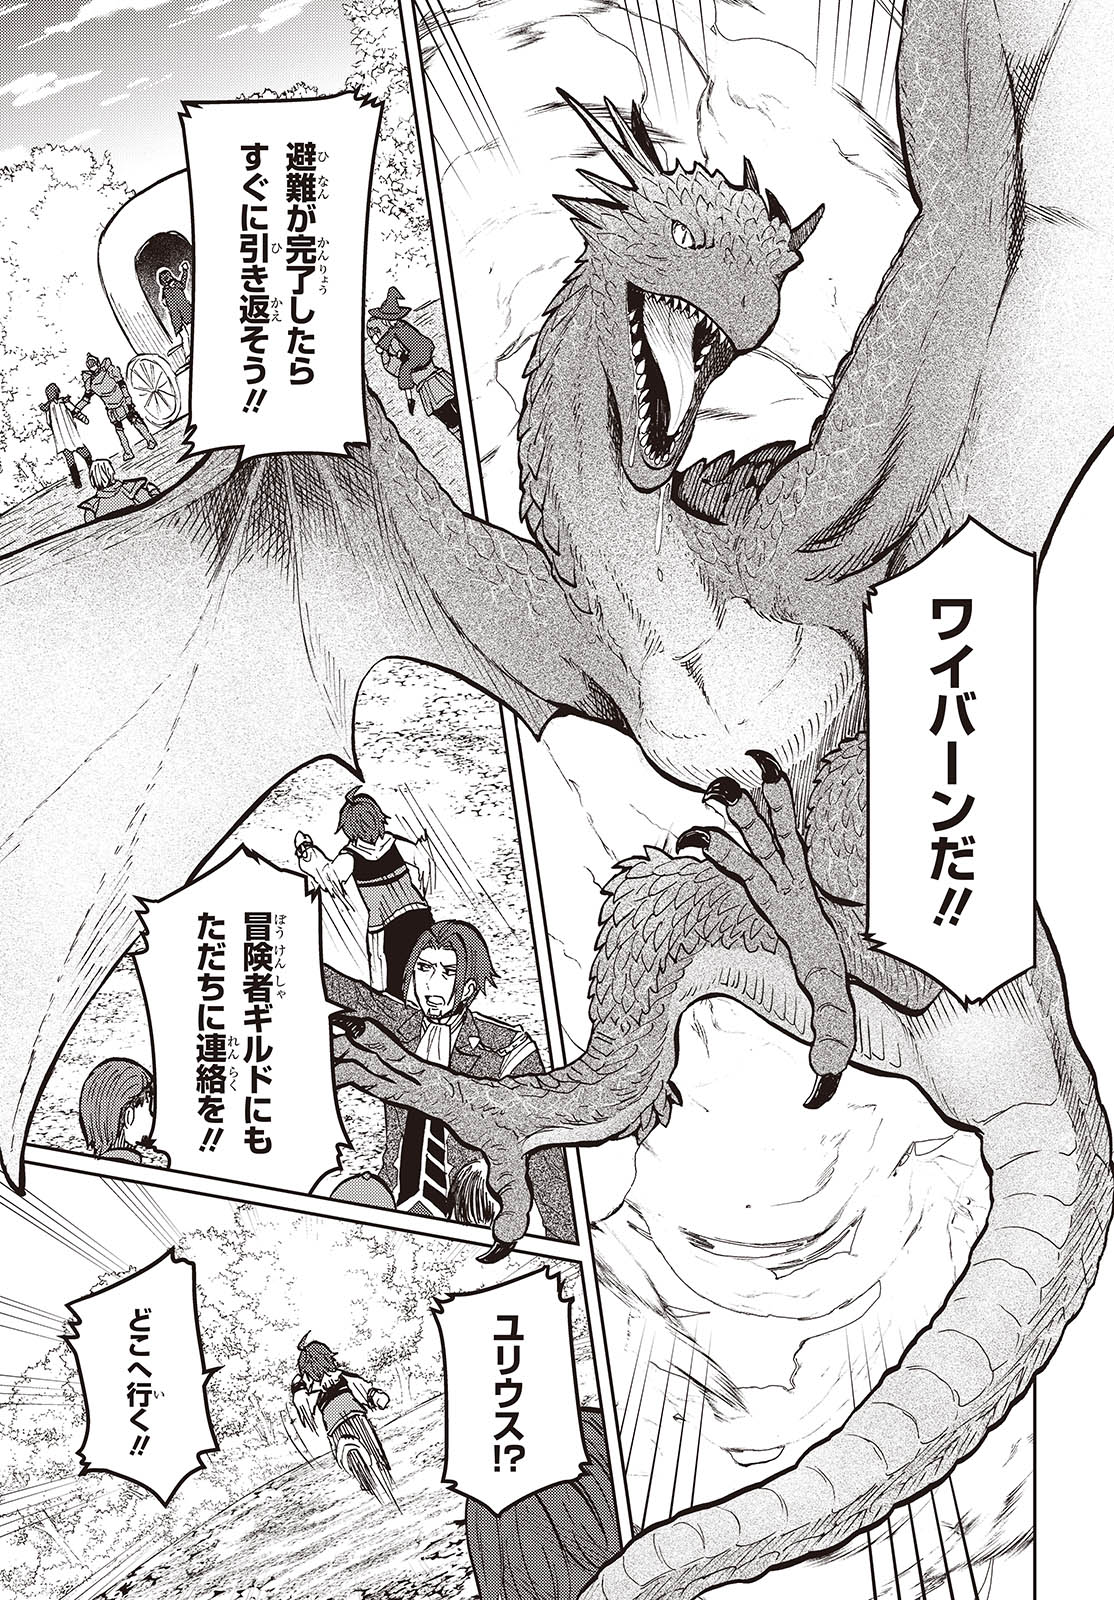 ワイバーンだ!!
避難が完了したら
すぐに引き返そう!!
冒険者ギルドにも
ただちに連絡を!!
ユリウス!?
どこへ行く!!